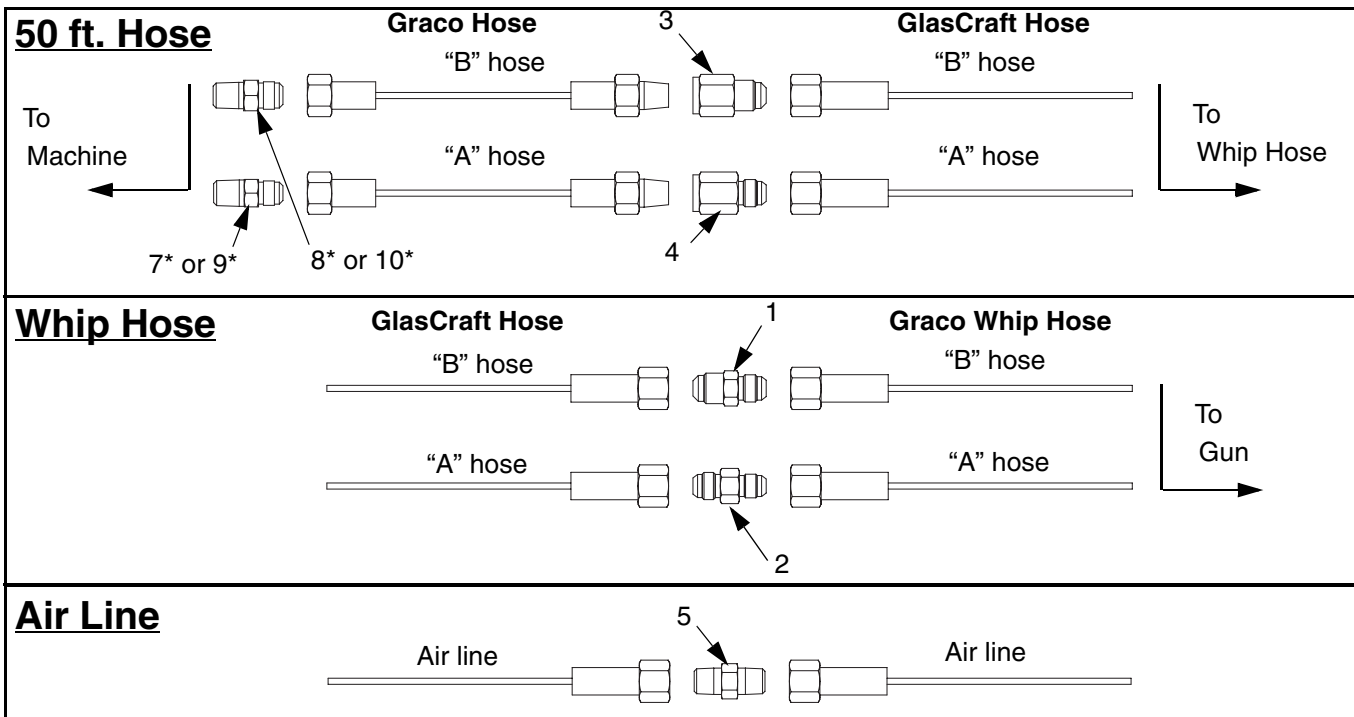 50 ft. Hose
Graco Hose
3
GlasCraft Hose
“B” hose
“B” hose
To
Machine
To
Whip Hose
“A” hose
“A” hose
7* or 9*
8* or 10*
4
Whip Hose
GlasCraft Hose
1
Graco Whip Hose
“B” hose
“B” hose
To
Gun
“A” hose
“A” hose
2
Air Line
5
Air line
Air line